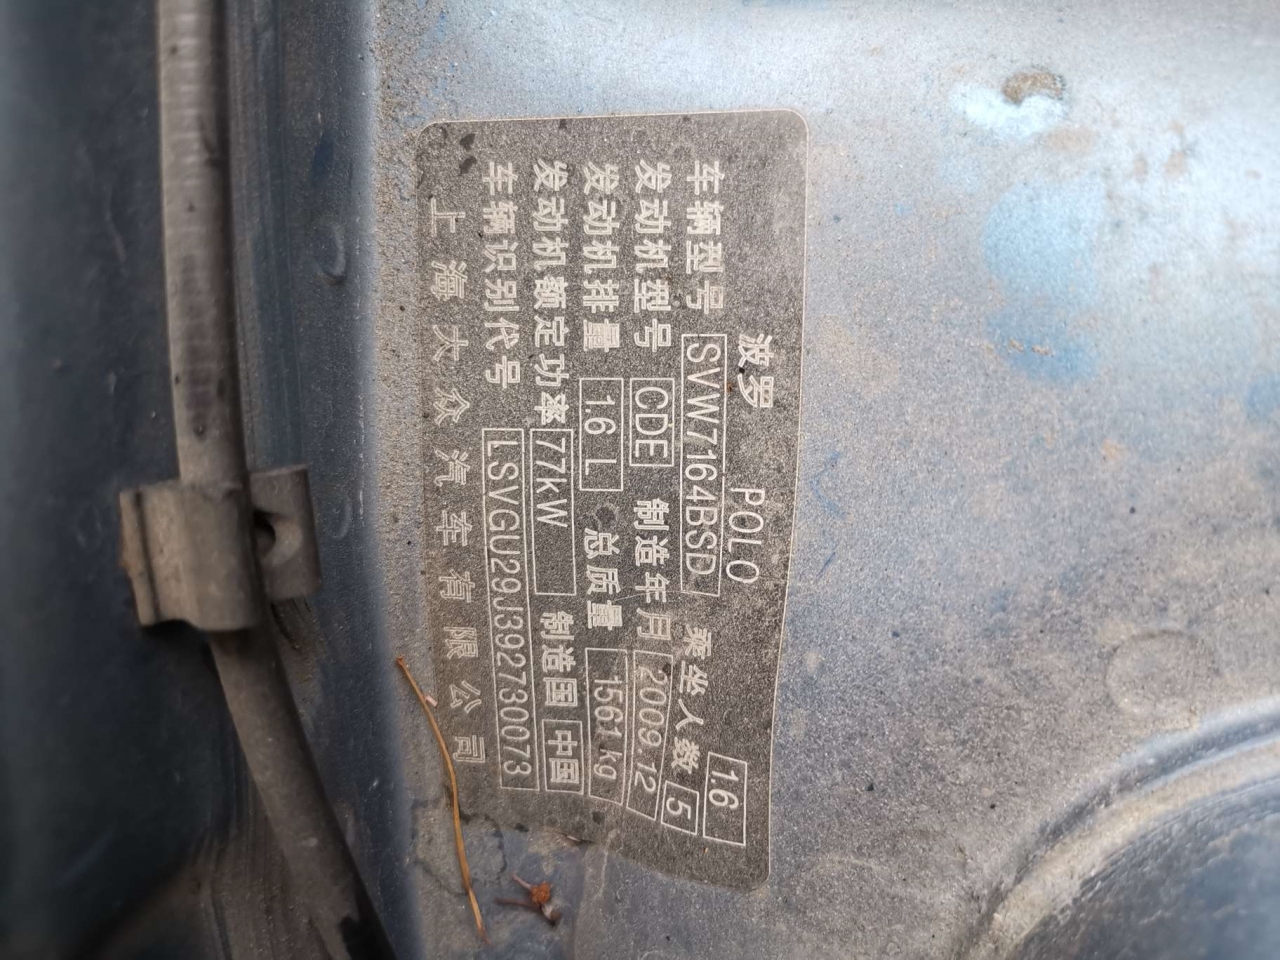 波罗 POLO 1.6
车辆型号 SVW7164BSD 乘坐人数 5
发动机型号 CDE 制造年月 2009.12
发动机排量 1.6 L 总质量 1561 kg
发动机额定功率 77kW 制造国 中国
车辆识别代号 LSVGU29J392730073
上海大众汽车有限公司